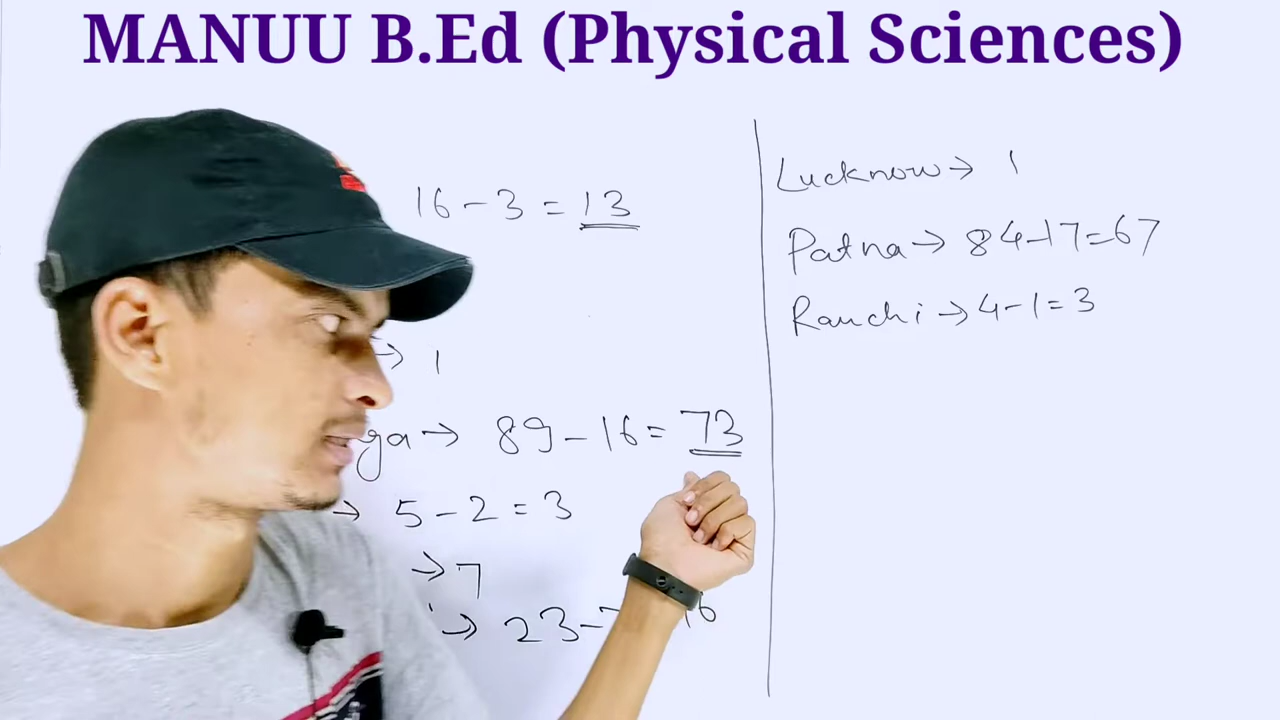 MANUU B.Ed (Physical Sciences)
16 - 3 = 13
→ 1
ga → 89 - 16 = 73
→ 5 - 2 = 3
→ 7
→ 23 - 16
Lucknow → 1
Patna → 84 - 17 = 67
Ranchi → 4 - 1 = 3